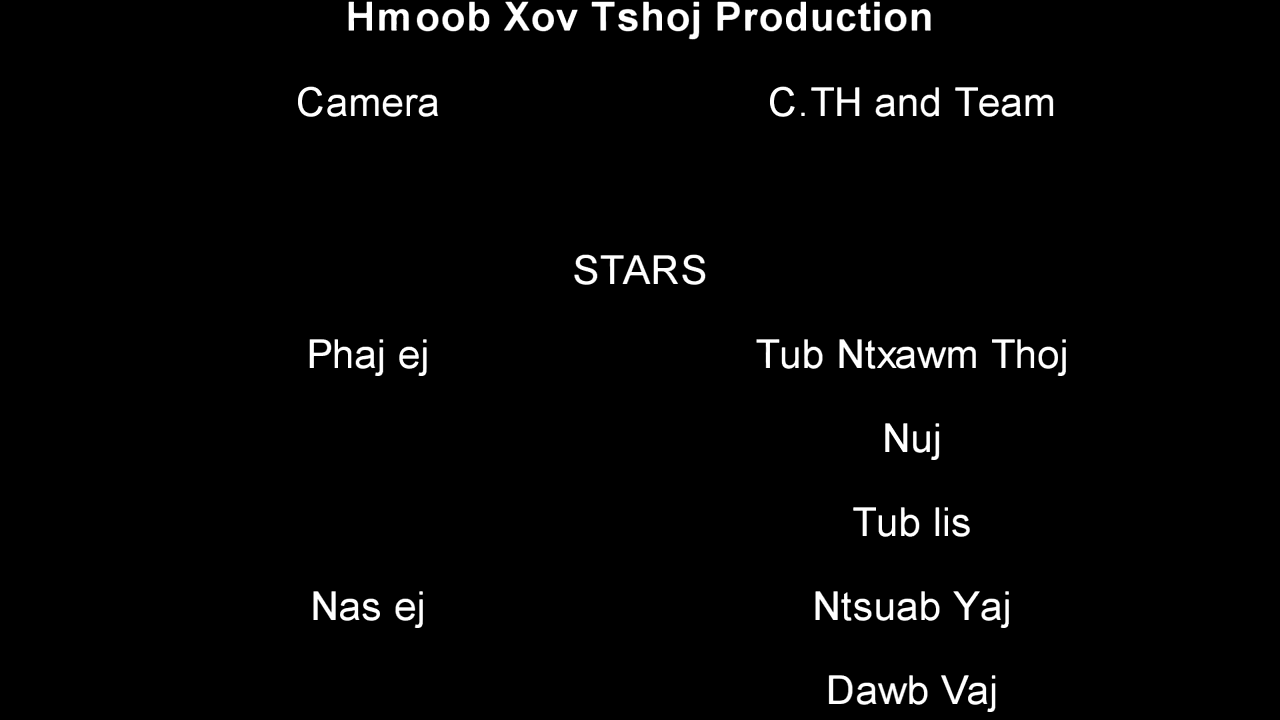 Hmoob Xov Tshoj Production
Camera C.TH and Team
STARS
Phaj ej Tub Ntxawm Thoj
Nuj
Tub lis
Nas ej Ntsuab Yaj
Dawb Vaj